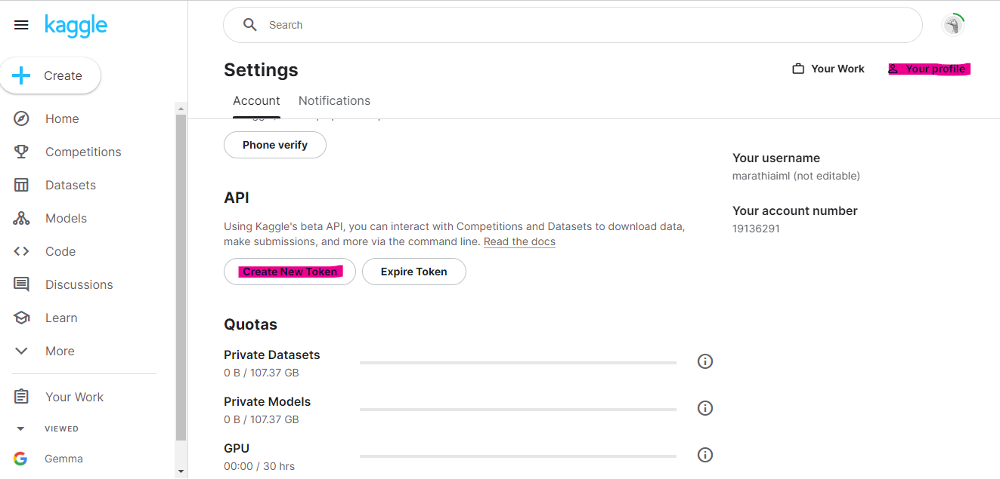 kaggle
Search
Create
Settings
Your Work
Your profile
Account
Notifications
Home
Competitions
Datasets
Models
Code
Discussions
Learn
More
Your Work
VIEWED
Gemma
Phone verify
API
Using Kaggle's beta API, you can interact with Competitions and Datasets to download data,
make submissions, and more via the command line. Read the docs
Create New Token
Expire Token
Quotas
Private Datasets
0 B / 107.37 GB
Private Models
0 B / 107.37 GB
GPU
00:00 / 30 hrs
Your username
marathiaiml (not editable)
Your account number
19136291